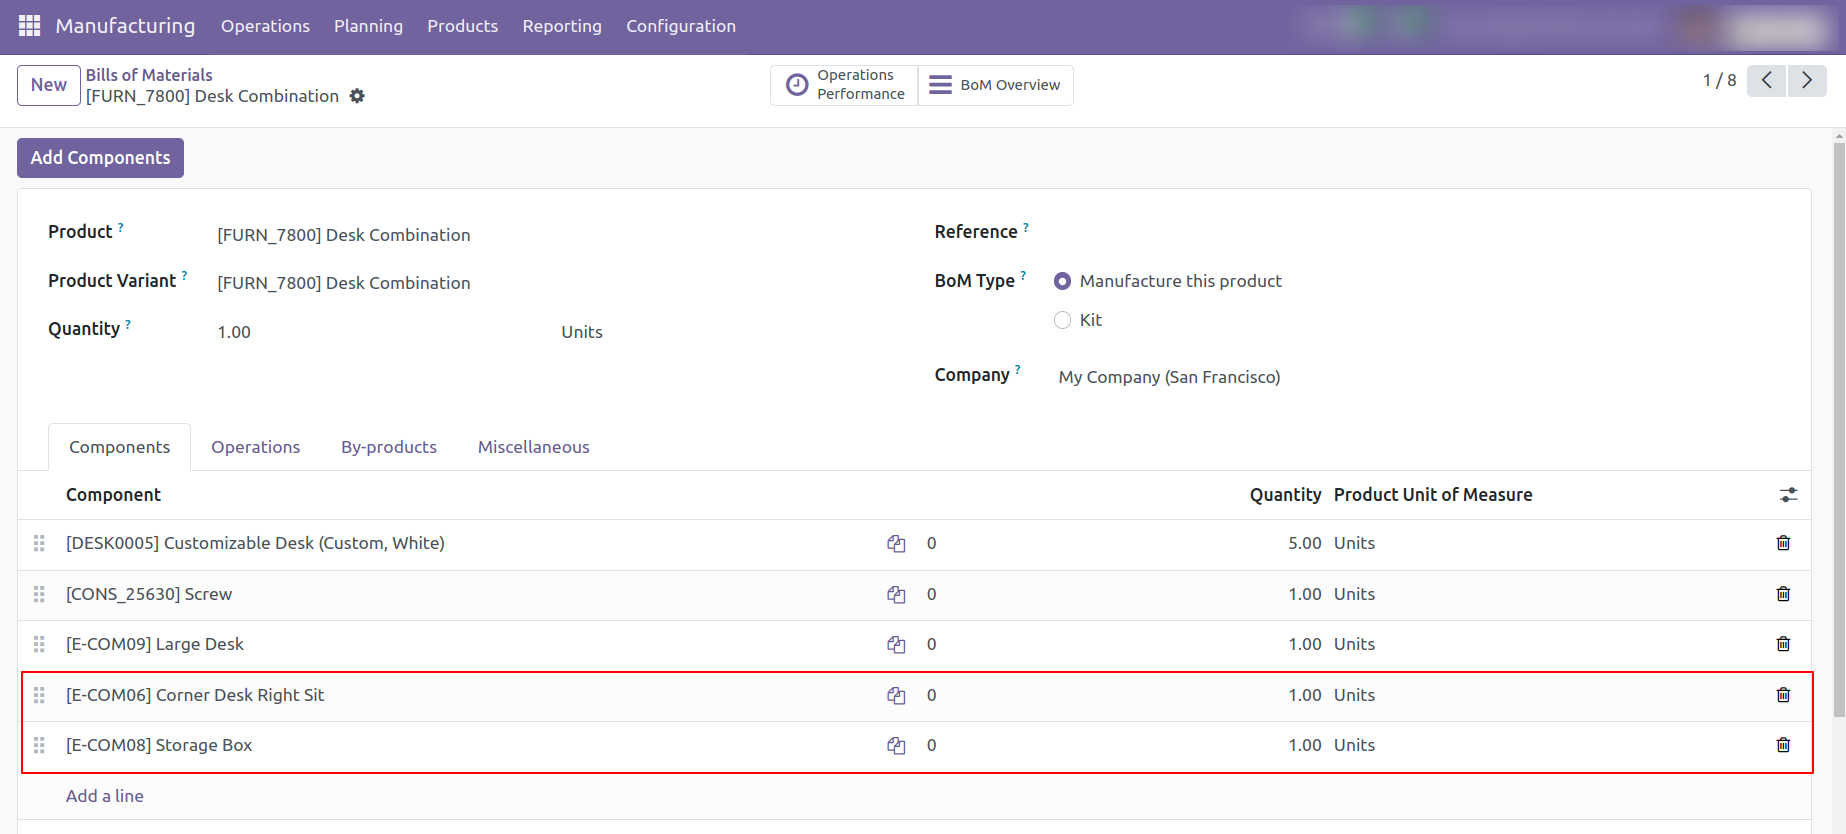 Manufacturing Operations Planning Products Reporting Configuration
New
Bills of Materials
[FURN_7800] Desk Combination
Operations
Performance
BoM Overview
1 / 8
Add Components
Product ? [FURN_7800] Desk Combination
Reference ?
Product Variant ? [FURN_7800] Desk Combination
BoM Type ? Manufacture this product
Kit
Quantity ? 1.00 Units
Company ? My Company (San Francisco)
Components Operations By-products Miscellaneous
Component Quantity Product Unit of Measure
[DESK0005] Customizable Desk (Custom, White) 0 5.00 Units
[CONS_25630] Screw 0 1.00 Units
[E-COM09] Large Desk 0 1.00 Units
[E-COM06] Corner Desk Right Sit 0 1.00 Units
[E-COM08] Storage Box 0 1.00 Units
Add a line